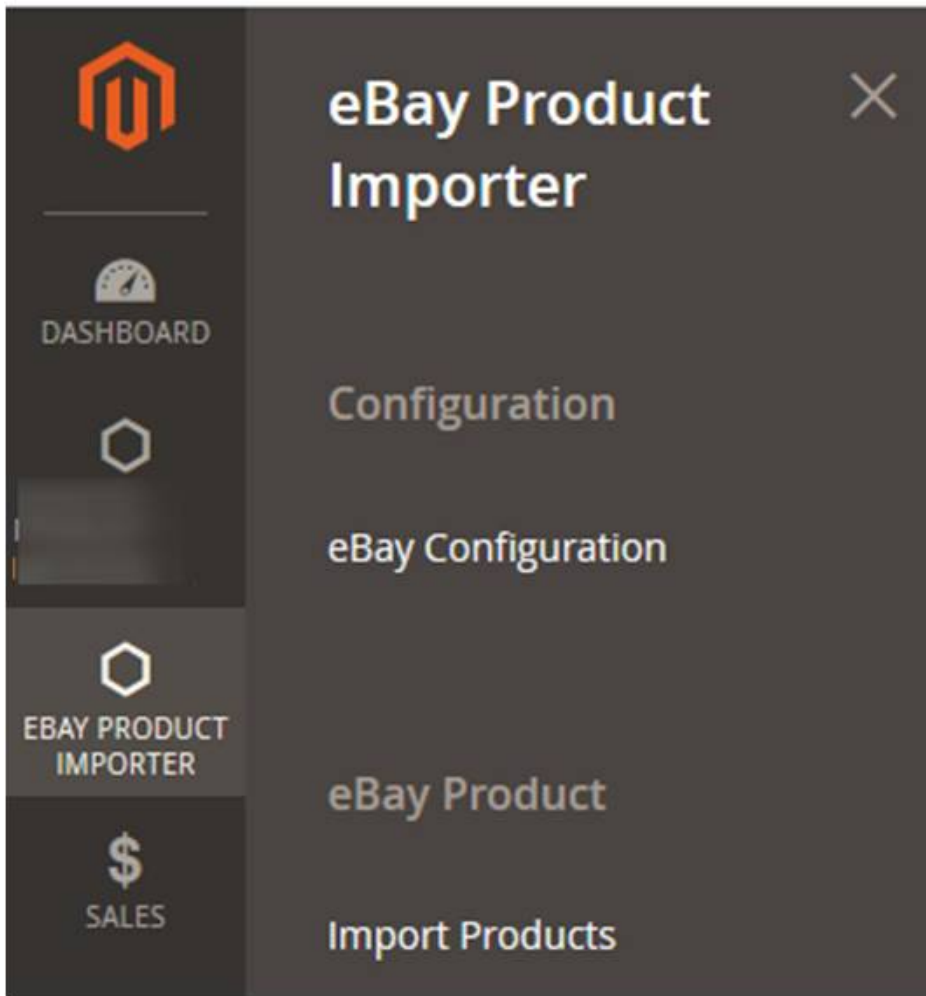 eBay Product
Importer
DASHBOARD
Configuration
eBay Configuration
EBAY PRODUCT
IMPORTER
eBay Product
$
SALES
Import Products